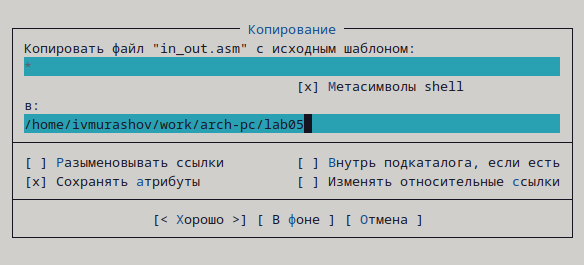 Копирование
Копировать файл "in_out.asm" с исходным шаблоном:
*
[x] Метасимволы shell
в:
/home/ivmurashov/work/arch-pc/lab05
[ ] Разыменовывать ссылки [ ] Внутрь подкаталога, если есть
[x] Сохранять атрибуты [ ] Изменять относительные ссылки
[< Хорошо >] [ В фоне ] [ Отмена ]